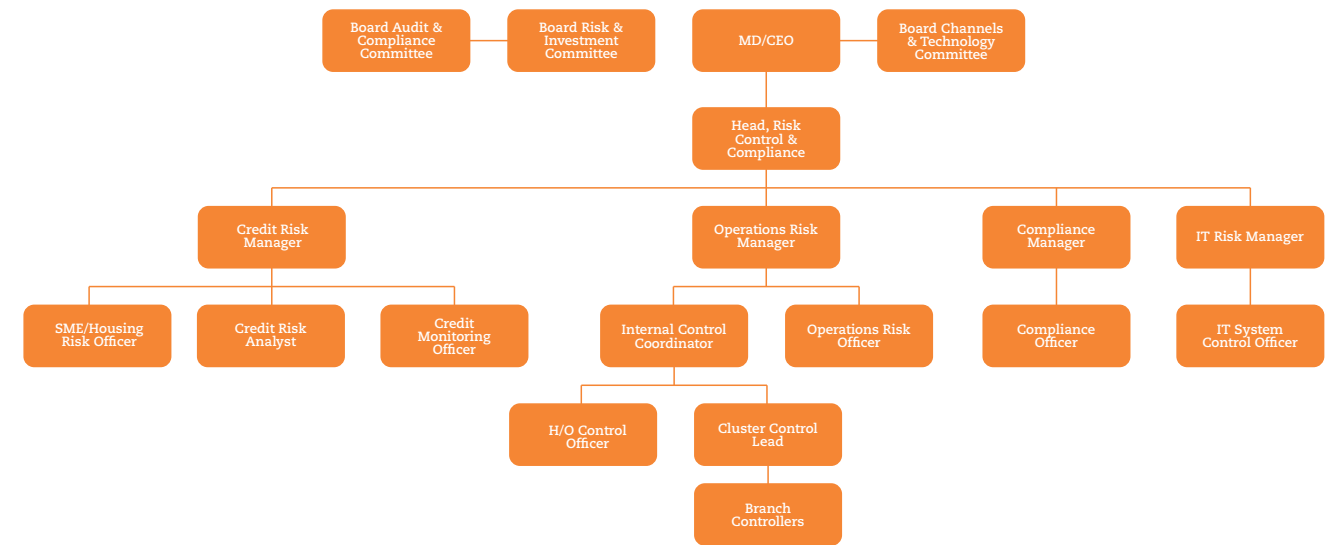 Board Audit &
Compliance
Committee
Board Risk &
Investment
Committee
MD/CEO
Board Channels
& Technology
Committee
Head, Risk
Control &
Compliance
Credit Risk
Manager
Operations Risk
Manager
Compliance
Manager
IT Risk Manager
SME/Housing
Risk Officer
Credit Risk
Analyst
Credit
Monitoring
Officer
Internal Control
Coordinator
Operations Risk
Officer
Compliance
Officer
IT System
Control Officer
H/O Control
Officer
Cluster Control
Lead
Branch
Controllers